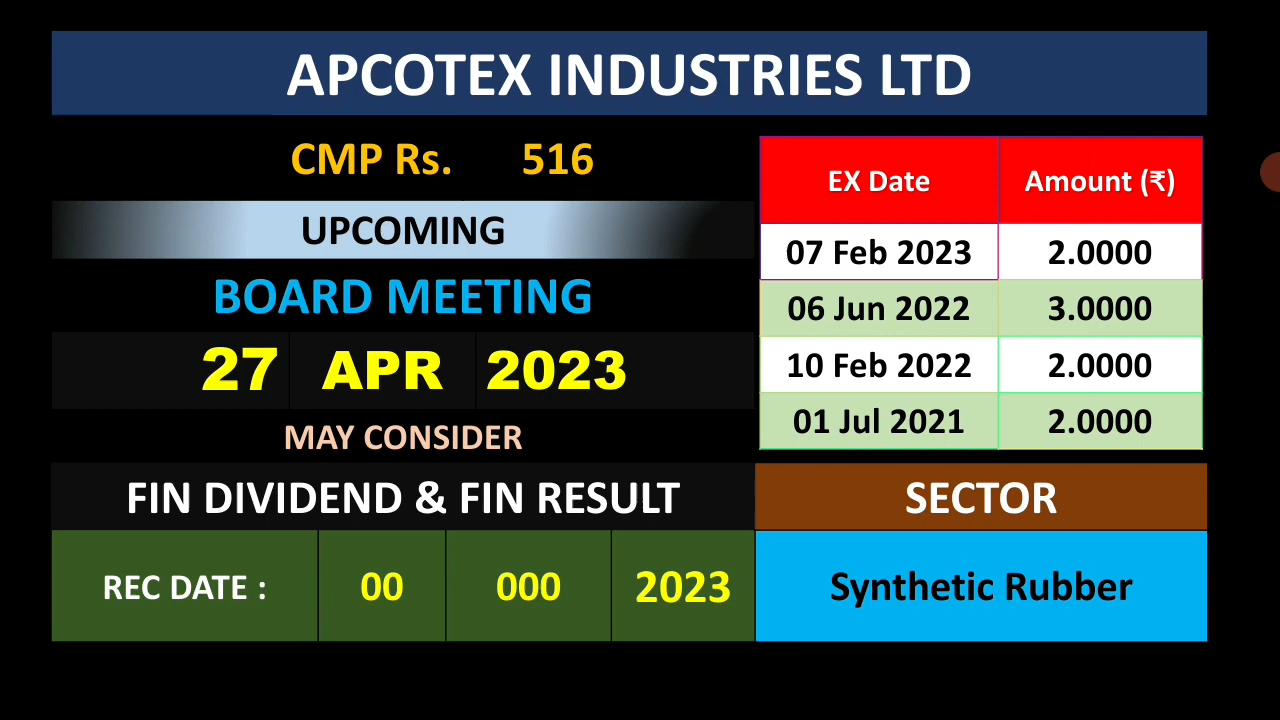 APCOTEX INDUSTRIES LTD
CMP Rs. 516
UPCOMING
BOARD MEETING
27 APR 2023
MAY CONSIDER
FIN DIVIDEND & FIN RESULT
REC DATE : 00 000 2023
EX Date Amount (₹)
07 Feb 2023 2.0000
06 Jun 2022 3.0000
10 Feb 2022 2.0000
01 Jul 2021 2.0000
SECTOR
Synthetic Rubber